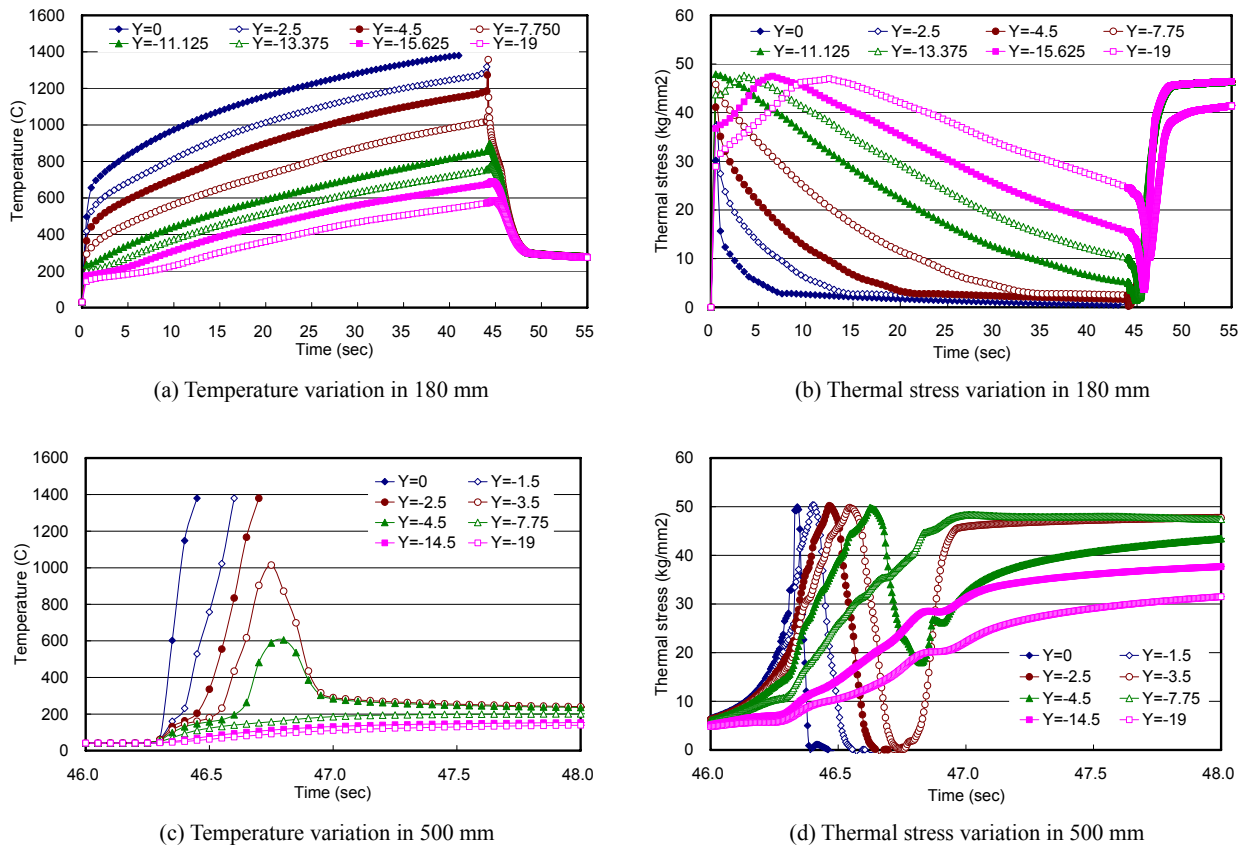 Y=0 Y=-2.5 Y=-4.5 Y=-7.750
Y=-11.125 Y=-13.375 Y=-15.625 Y=-19
1600
1400
1200
1000
800
600
400
200
0
Temperature (C)
0 5 10 15 20 25 30 35 40 45 50 55
Time (sec)
(a) Temperature variation in 180 mm
Y=0 Y=-2.5 Y=-4.5 Y=-7.75
Y=-11.125 Y=-13.375 Y=-15.625 Y=-19
60
50
40
30
20
10
0
Thermal stress (kg/mm2)
0 5 10 15 20 25 30 35 40 45 50 55
Time (sec)
(b) Thermal stress variation in 180 mm
1600
1400
1200
1000
800
600
400
200
0
Temperature (C)
Y=0 Y=-1.5
Y=-2.5 Y=-3.5
Y=-4.5 Y=-7.75
Y=-14.5 Y=-19
46.0 46.5 47.0 47.5 48.0
Time (sec)
(c) Temperature variation in 500 mm
60
50
40
30
20
10
0
Thermal stress (kg/mm2)
Y=0 Y=-1.5
Y=-2.5 Y=-3.5
Y=-4.5 Y=-7.75
Y=-14.5 Y=-19
46.0 46.5 47.0 47.5 48.0
Time (sec)
(d) Thermal stress variation in 500 mm